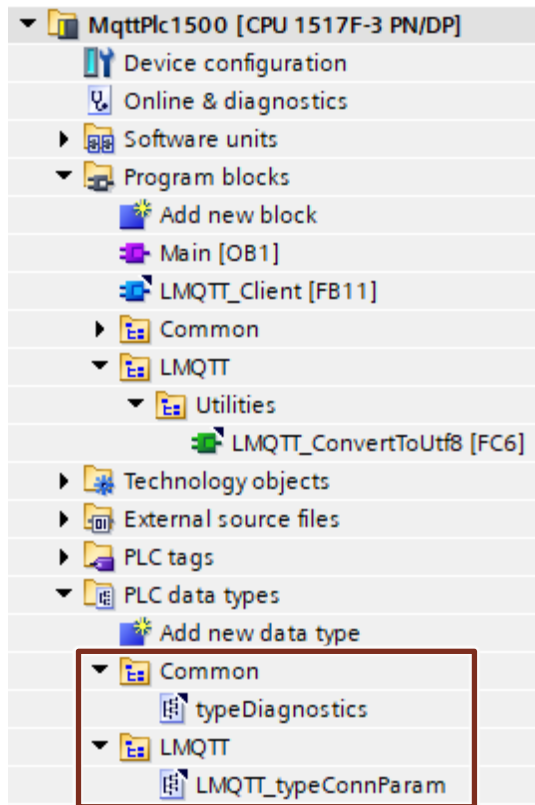 MqttPlc1500 [CPU 1517F-3 PN/DP]
Device configuration
Online & diagnostics
Software units
Program blocks
Add new block
Main [OB1]
LMQTT_Client [FB11]
Common
LMQTT
Utilities
LMQTT_ConvertToUtf8 [FC6]
Technology objects
External source files
PLC tags
PLC data types
Add new data type
Common
typeDiagnostics
LMQTT
LMQTT_typeConnParam